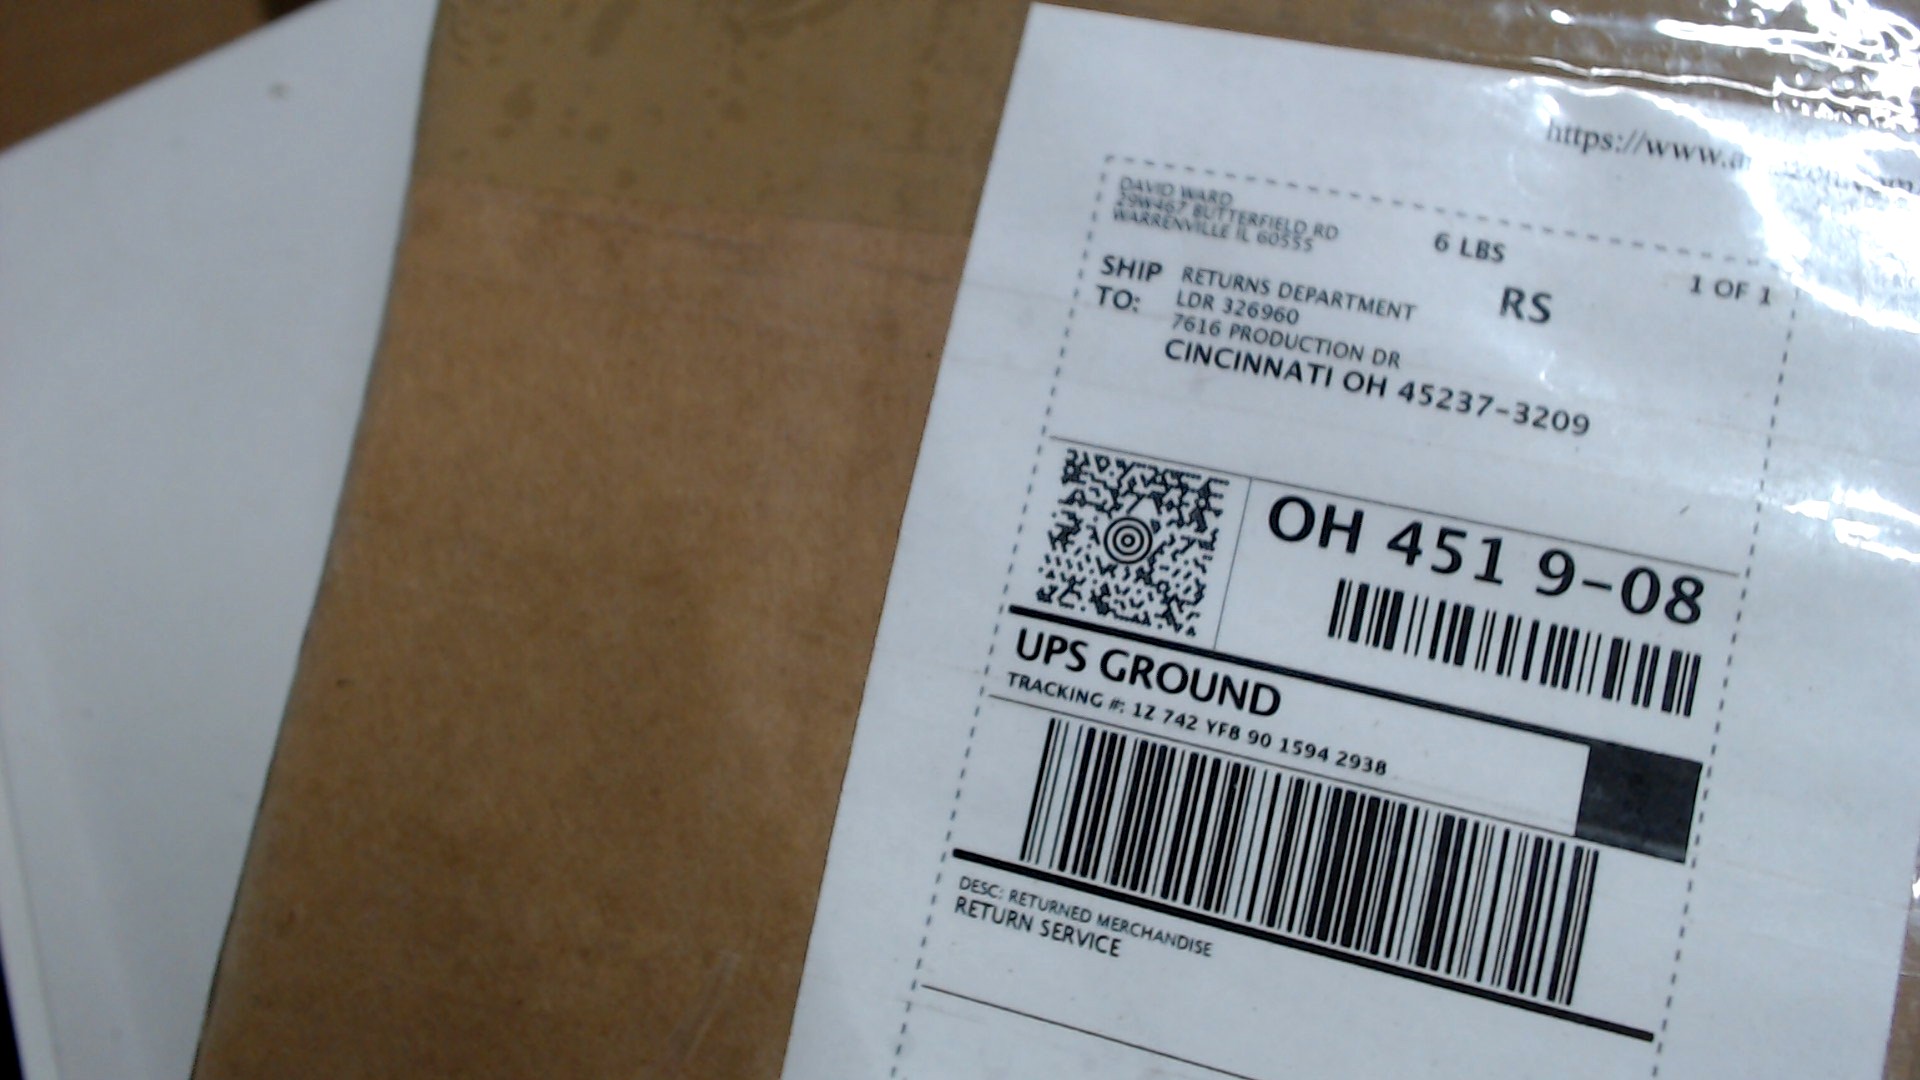 https://www.a
DAVID WARD
29W467 BUTTERFIELD RD
WARRENVILLE IL 60555
6 LBS
1 OF 1
RS
SHIP TO:
RETURNS DEPARTMENT
LDR 326960
7616 PRODUCTION DR
CINCINNATI OH 45237-3209
OH 451 9-08
UPS GROUND
TRACKING #: 1Z 742 YF8 90 1594 2938
DESC: RETURNED MERCHANDISE
RETURN SERVICE